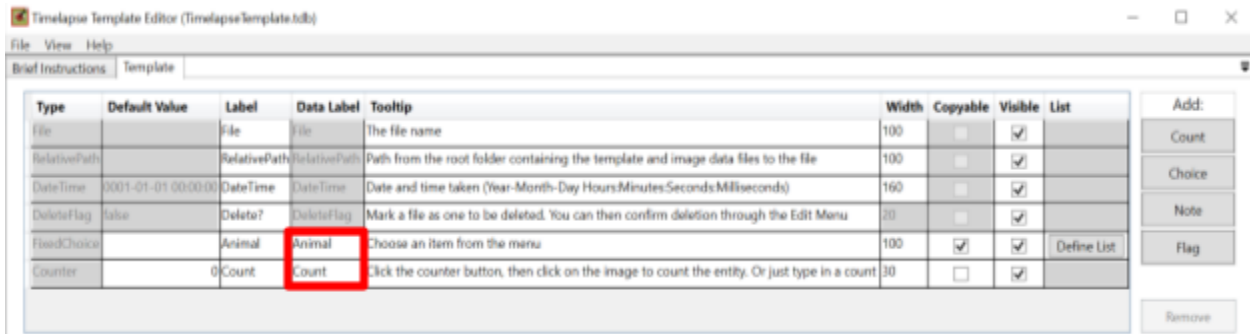 Timelapse Template Editor (TimelapseTemplate.tdb)
File View Help
Brief Instructions Template
Type Default Value Label Data Label Tooltip Width Copyable Visible List Add:
File File File The file name 100
Count
RelativePath RelativePath RelativePath Path from the root folder containing the template and image data files to the file 100
Choice
DateTime 0001-01-01 00:00:00 DateTime DateTime Date and time taken (Year-Month-Day Hours:Minutes:Seconds:Milliseconds) 160
DeleteFlag false Delete? DeleteFlag Mark a file as one to be deleted. You can then confirm deletion through the Edit Menu 20
Note
FixedChoice Animal Animal Choose an item from the menu 100 Define List
Flag
Counter 0 Count Count Click the counter button, then click on the image to count the entity. Or just type in a count 30
Remove